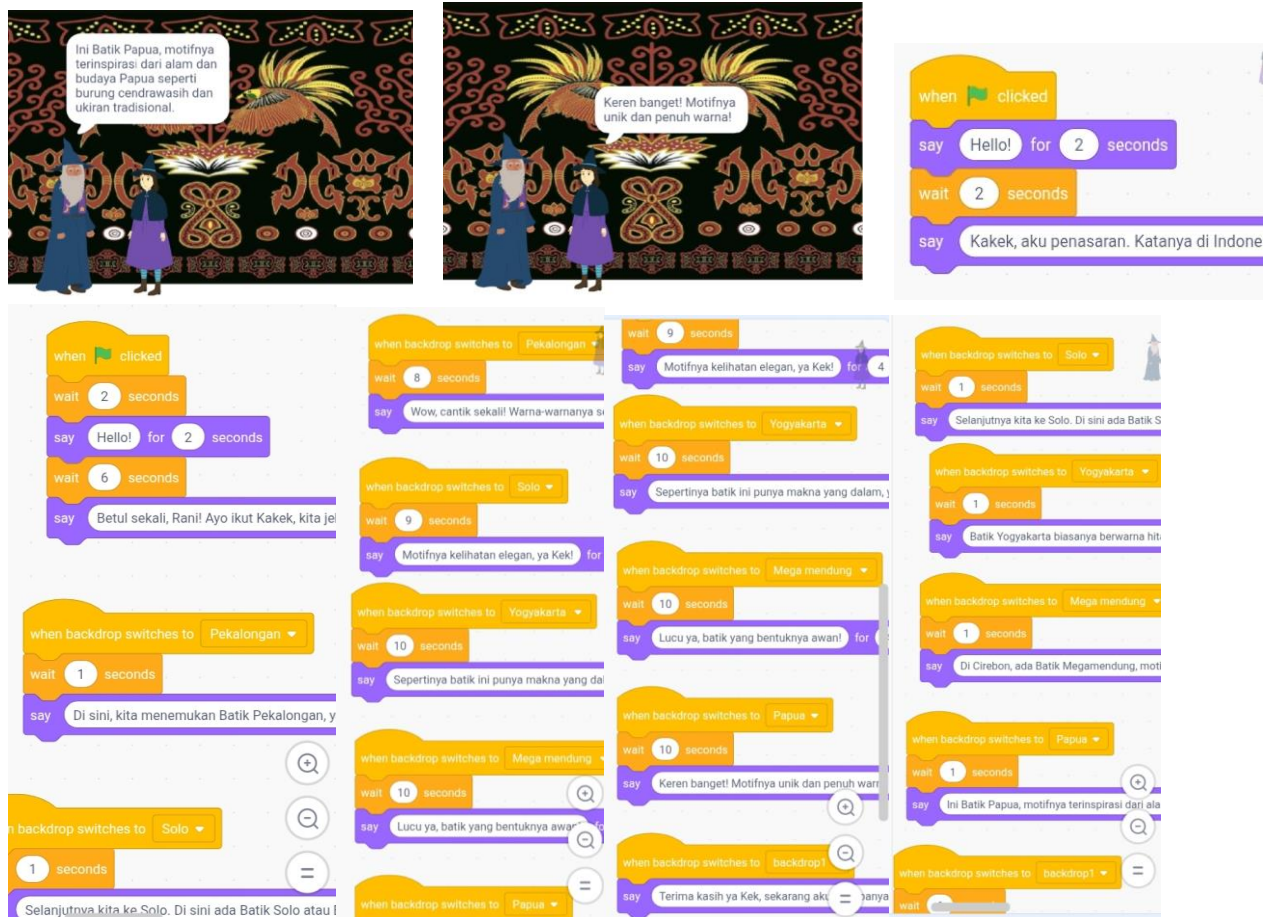 Ini Batik Papua, motifnya
terinspirasi dari alam dan
budaya Papua seperti
burung cendrawasih dan
ukiran tradisional.
Keren banget! Motifnya
unik dan penuh warna!
when clicked
say Hello! for 2 seconds
wait 2 seconds
say Kakek, aku penasaran. Katanya di Indone
when clicked
wait 2 seconds
say Hello! for 2 seconds
wait 6 seconds
say Betul sekali, Rani! Ayo ikut Kakek, kita jel
when backdrop switches to Pekalongan
wait 1 seconds
say Di sini, kita menemukan Batik Pekalongan, y
backdrop switches to Solo
1 seconds
Selanjutnya kita ke Solo. Di sini ada Batik Solo atau
when backdrop switches to Pekalongan
wait 8 seconds
say Wow, cantik sekali! Warna-warnanya se
when backdrop switches to Solo
wait 9 seconds
say Motifnya kelihatan elegan, ya Kek! for
when backdrop switches to Yogyakarta
wait 10 seconds
say Sepertinya batik ini punya makna yang dal
when backdrop switches to Mega mendung
wait 10 seconds
say Lucu ya, batik yang bentuknya awan!
when backdrop switches to Papua
wait 9 seconds
say Motifnya kelihatan elegan, ya Kek! for 4
when backdrop switches to Yogyakarta
wait 10 seconds
say Sepertinya batik ini punya makna yang dalam, y
when backdrop switches to Mega mendung
wait 10 seconds
say Lucu ya, batik yang bentuknya awan! for
when backdrop switches to Papua
wait 10 seconds
say Keren banget! Motifnya unik dan penuh warn
when backdrop switches to backdrop1
say Terima kasih ya Kek, sekarang aku
when backdrop switches to Solo
wait 1 seconds
say Selanjutnya kita ke Solo. Di sini ada Batik S
when backdrop switches to Yogyakarta
wait 1 seconds
say Batik Yogyakarta biasanya berwarna hita
when backdrop switches to Mega mendung
wait 1 seconds
say Di Cirebon, ada Batik Megamendung, moti
when backdrop switches to Papua
wait 1 seconds
say Ini Batik Papua, motifnya terinspirasi dari ala
when backdrop switches to backdrop1
wait seconds